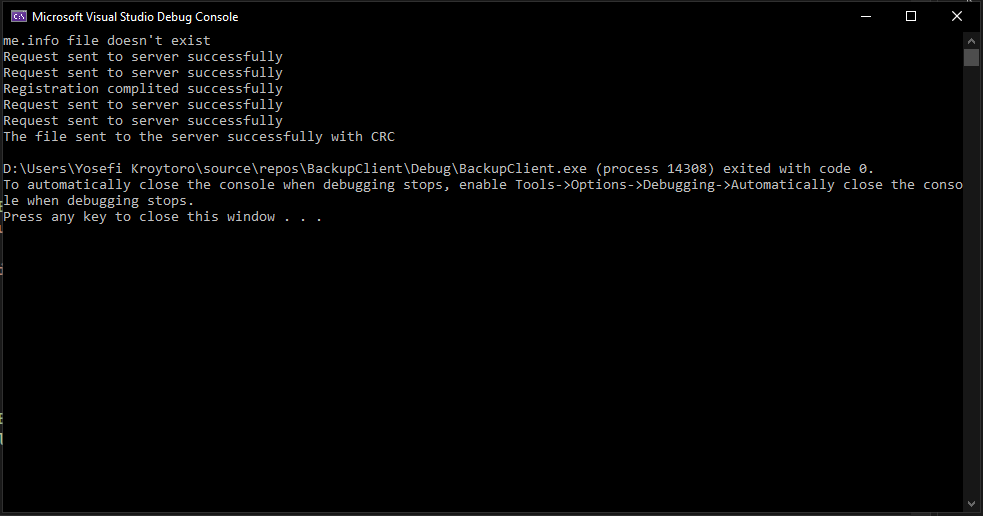 Microsoft Visual Studio Debug Console
me.info file doesn't exist
Request sent to server successfully
Request sent to server successfully
Registration complited successfully
Request sent to server successfully
Request sent to server successfully
The file sent to the server successfully with CRC
D:\Users\Yosefi Kroytoro\source\repos\BackupClient\Debug\BackupClient.exe (process 14308) exited with code 0.
To automatically close the console when debugging stops, enable Tools->Options->Debugging->Automatically close the conso
le when debugging stops.
Press any key to close this window . . .